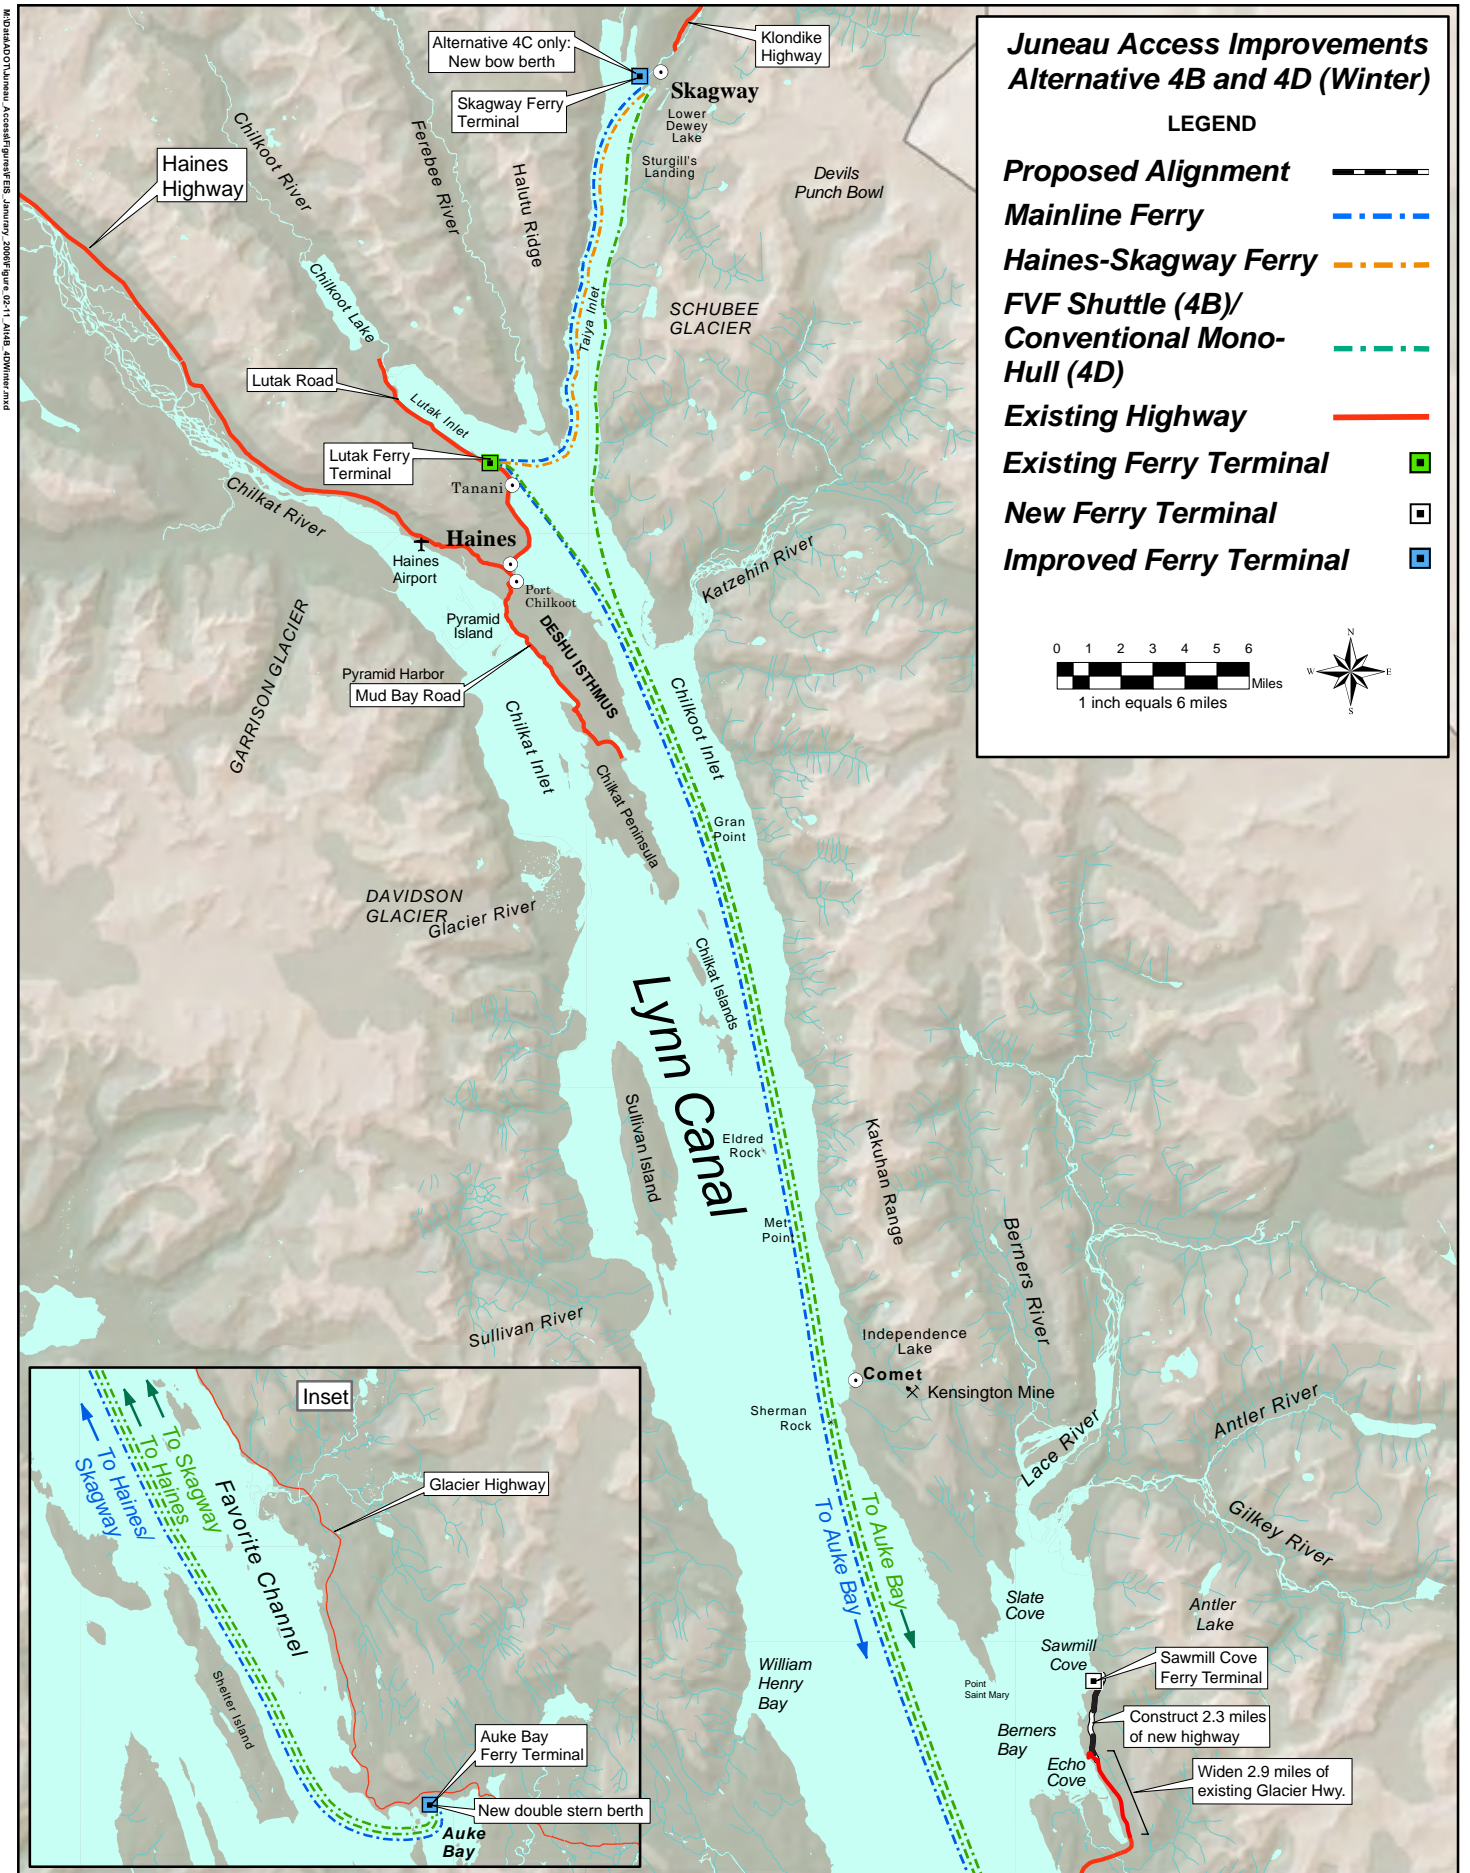 M:\Data\ADOT\Juneau_Access\Figures\FEIS_Janurary_2006\Figure_02-11_Alt4B_4DWinter.mxd
Juneau Access Improvements
Alternative 4B and 4D (Winter)
LEGEND
Proposed Alignment
Mainline Ferry
Haines-Skagway Ferry
FVF Shuttle (4B)/
Conventional Mono-
Hull (4D)
Existing Highway
Existing Ferry Terminal
New Ferry Terminal
Improved Ferry Terminal
0 1 2 3 4 5 6
Miles
1 inch equals 6 miles
N
W
E
S
Alternative 4C only:
New bow berth
Klondike
Highway
Skagway
Skagway Ferry
Terminal
Lower
Dewey
Lake
Sturgill's
Landing
Devils
Punch Bowl
Haines
Highway
Chilkoot River
Ferebee River
Halutu Ridge
Chilkoot Lake
Taiya Inlet
SCHUBEE
GLACIER
Lutak Road
Lutak Inlet
Lutak Ferry
Terminal
Tanani
Chilkat River
Haines
Haines
Airport
Port
Chilkoot
Katzehin River
Pyramid
Island
DESHU ISTHMUS
GARRISON GLACIER
Pyramid Harbor
Mud Bay Road
Chilkat Inlet
Chilkoot Inlet
Chilkat Peninsula
Gran
Point
DAVIDSON
GLACIER
Glacier River
Chilkat Islands
Lynn Canal
Sullivan Island
Eldred
Rock
Kakuhan Range
Met
Point
Berners River
Sullivan River
Independence
Lake
Comet
Kensington Mine
Sherman
Rock
Lace River
Antler River
Gilkey River
To Auke Bay
To Auke Bay
Slate
Cove
Antler
Lake
Sawmill
Cove
Sawmill Cove
Ferry Terminal
William
Henry
Bay
Point
Saint Mary
Construct 2.3 miles
of new highway
Berners
Bay
Echo
Cove
Widen 2.9 miles of
existing Glacier Hwy.
Inset
To Skagway
To Haines
To Haines/
Skagway
Favorite Channel
Glacier Highway
Shelter Island
Auke Bay
Ferry Terminal
New double stern berth
Auke
Bay